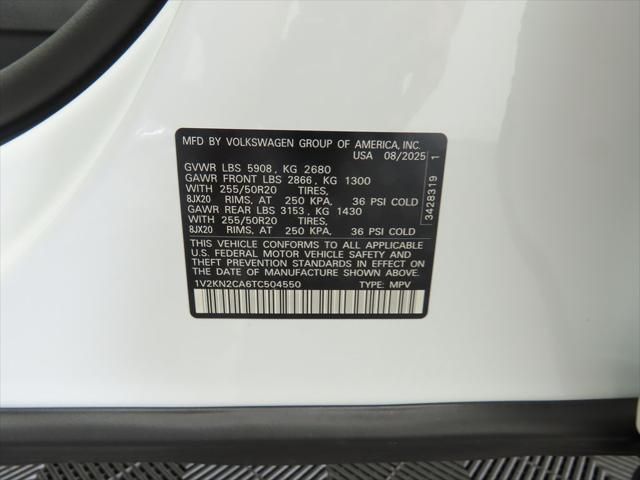 MFD BY VOLKSWAGEN GROUP OF AMERICA, INC.
USA 08/2025
GVWR LBS 5908, KG 2680
GAWR FRONT LBS 2866, KG 1300
WITH 255/50R20 TIRES,
8JX20 RIMS, AT 250 KPA, 36 PSI COLD
GAWR REAR LBS 3153, KG 1430
WITH 255/50R20 TIRES,
8JX20 RIMS, AT 250 KPA, 36 PSI COLD
THIS VEHICLE CONFORMS TO ALL APPLICABLE
U.S. FEDERAL MOTOR VEHICLE SAFETY AND
THEFT PREVENTION STANDARDS IN EFFECT ON
THE DATE OF MANUFACTURE SHOWN ABOVE.
1V2KN2CA6TC504550 TYPE: MPV
3428319 1